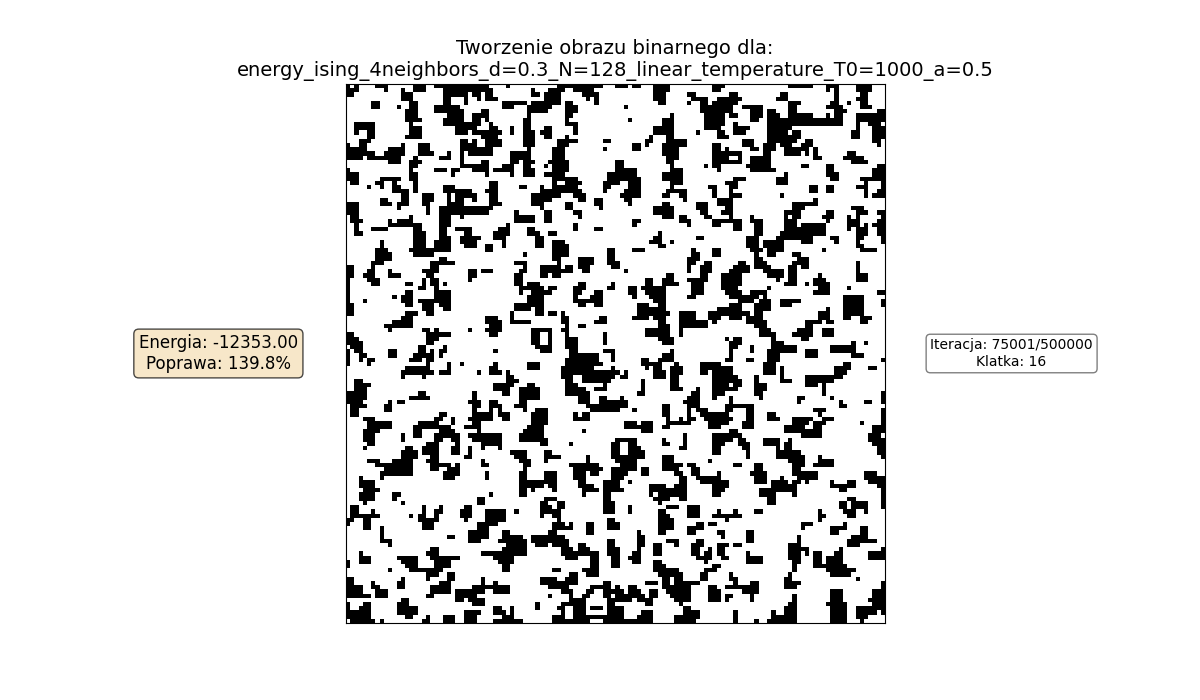 Tworzenie obrazu binarnego dla:
energy_ising_4neighbors_d=0.3_N=128_linear_temperature_T0=1000_a=0.5
Energia: -12353.00
Poprawa: 139.8%
Iteracja: 75001/500000
Klatka: 16